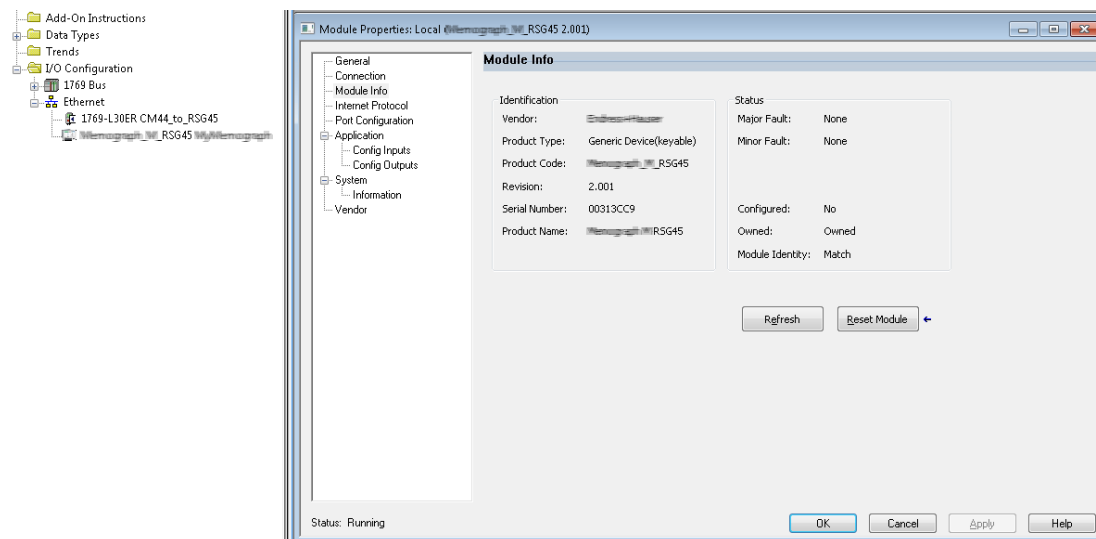 Add-On Instructions
Data Types
Trends
I/O Configuration
1769 Bus
Ethernet
1769-L30ER CM44_to_RSG45
_RSG45
Module Properties: Local _RSG45 2.001)
General
Connection
Module Info
Internet Protocol
Port Configuration
Application
Config Inputs
Config Outputs
System
Information
Vendor
Module Info
Identification
Vendor:
Product Type: Generic Device(keyable)
Product Code: _RSG45
Revision: 2.001
Serial Number: 00313CC9
Product Name: RSG45
Status
Major Fault: None
Minor Fault: None
Configured: No
Owned: Owned
Module Identity: Match
Refresh
Reset Module
Status: Running
OK
Cancel
Apply
Help